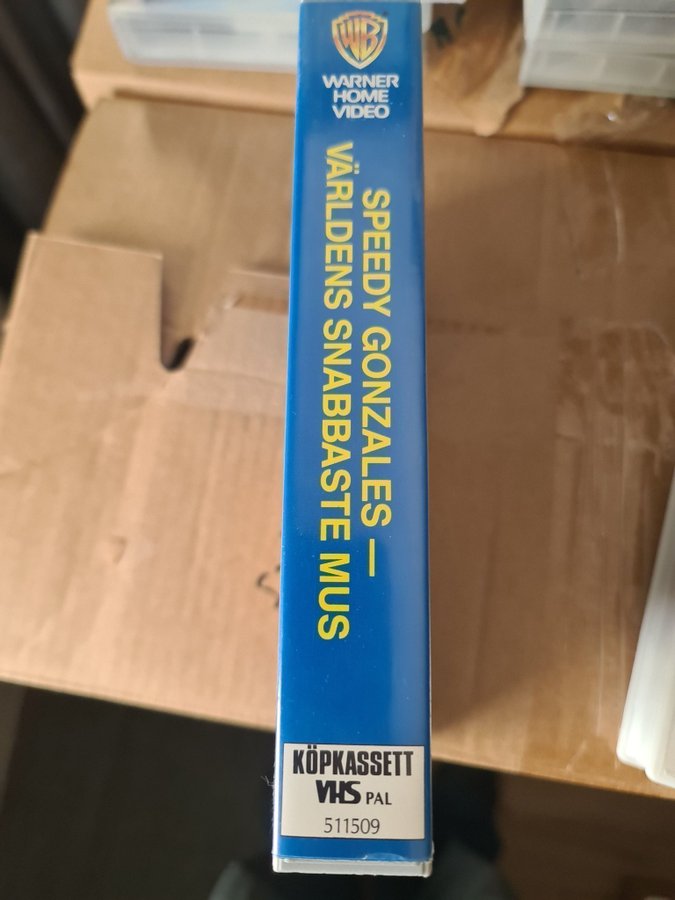 WB
WARNER
HOME
VIDEO
SPEEDY GONZALES —
VÄRLDENS SNABBASTE MUS
KÖPKASSETT
VHS PAL
511509